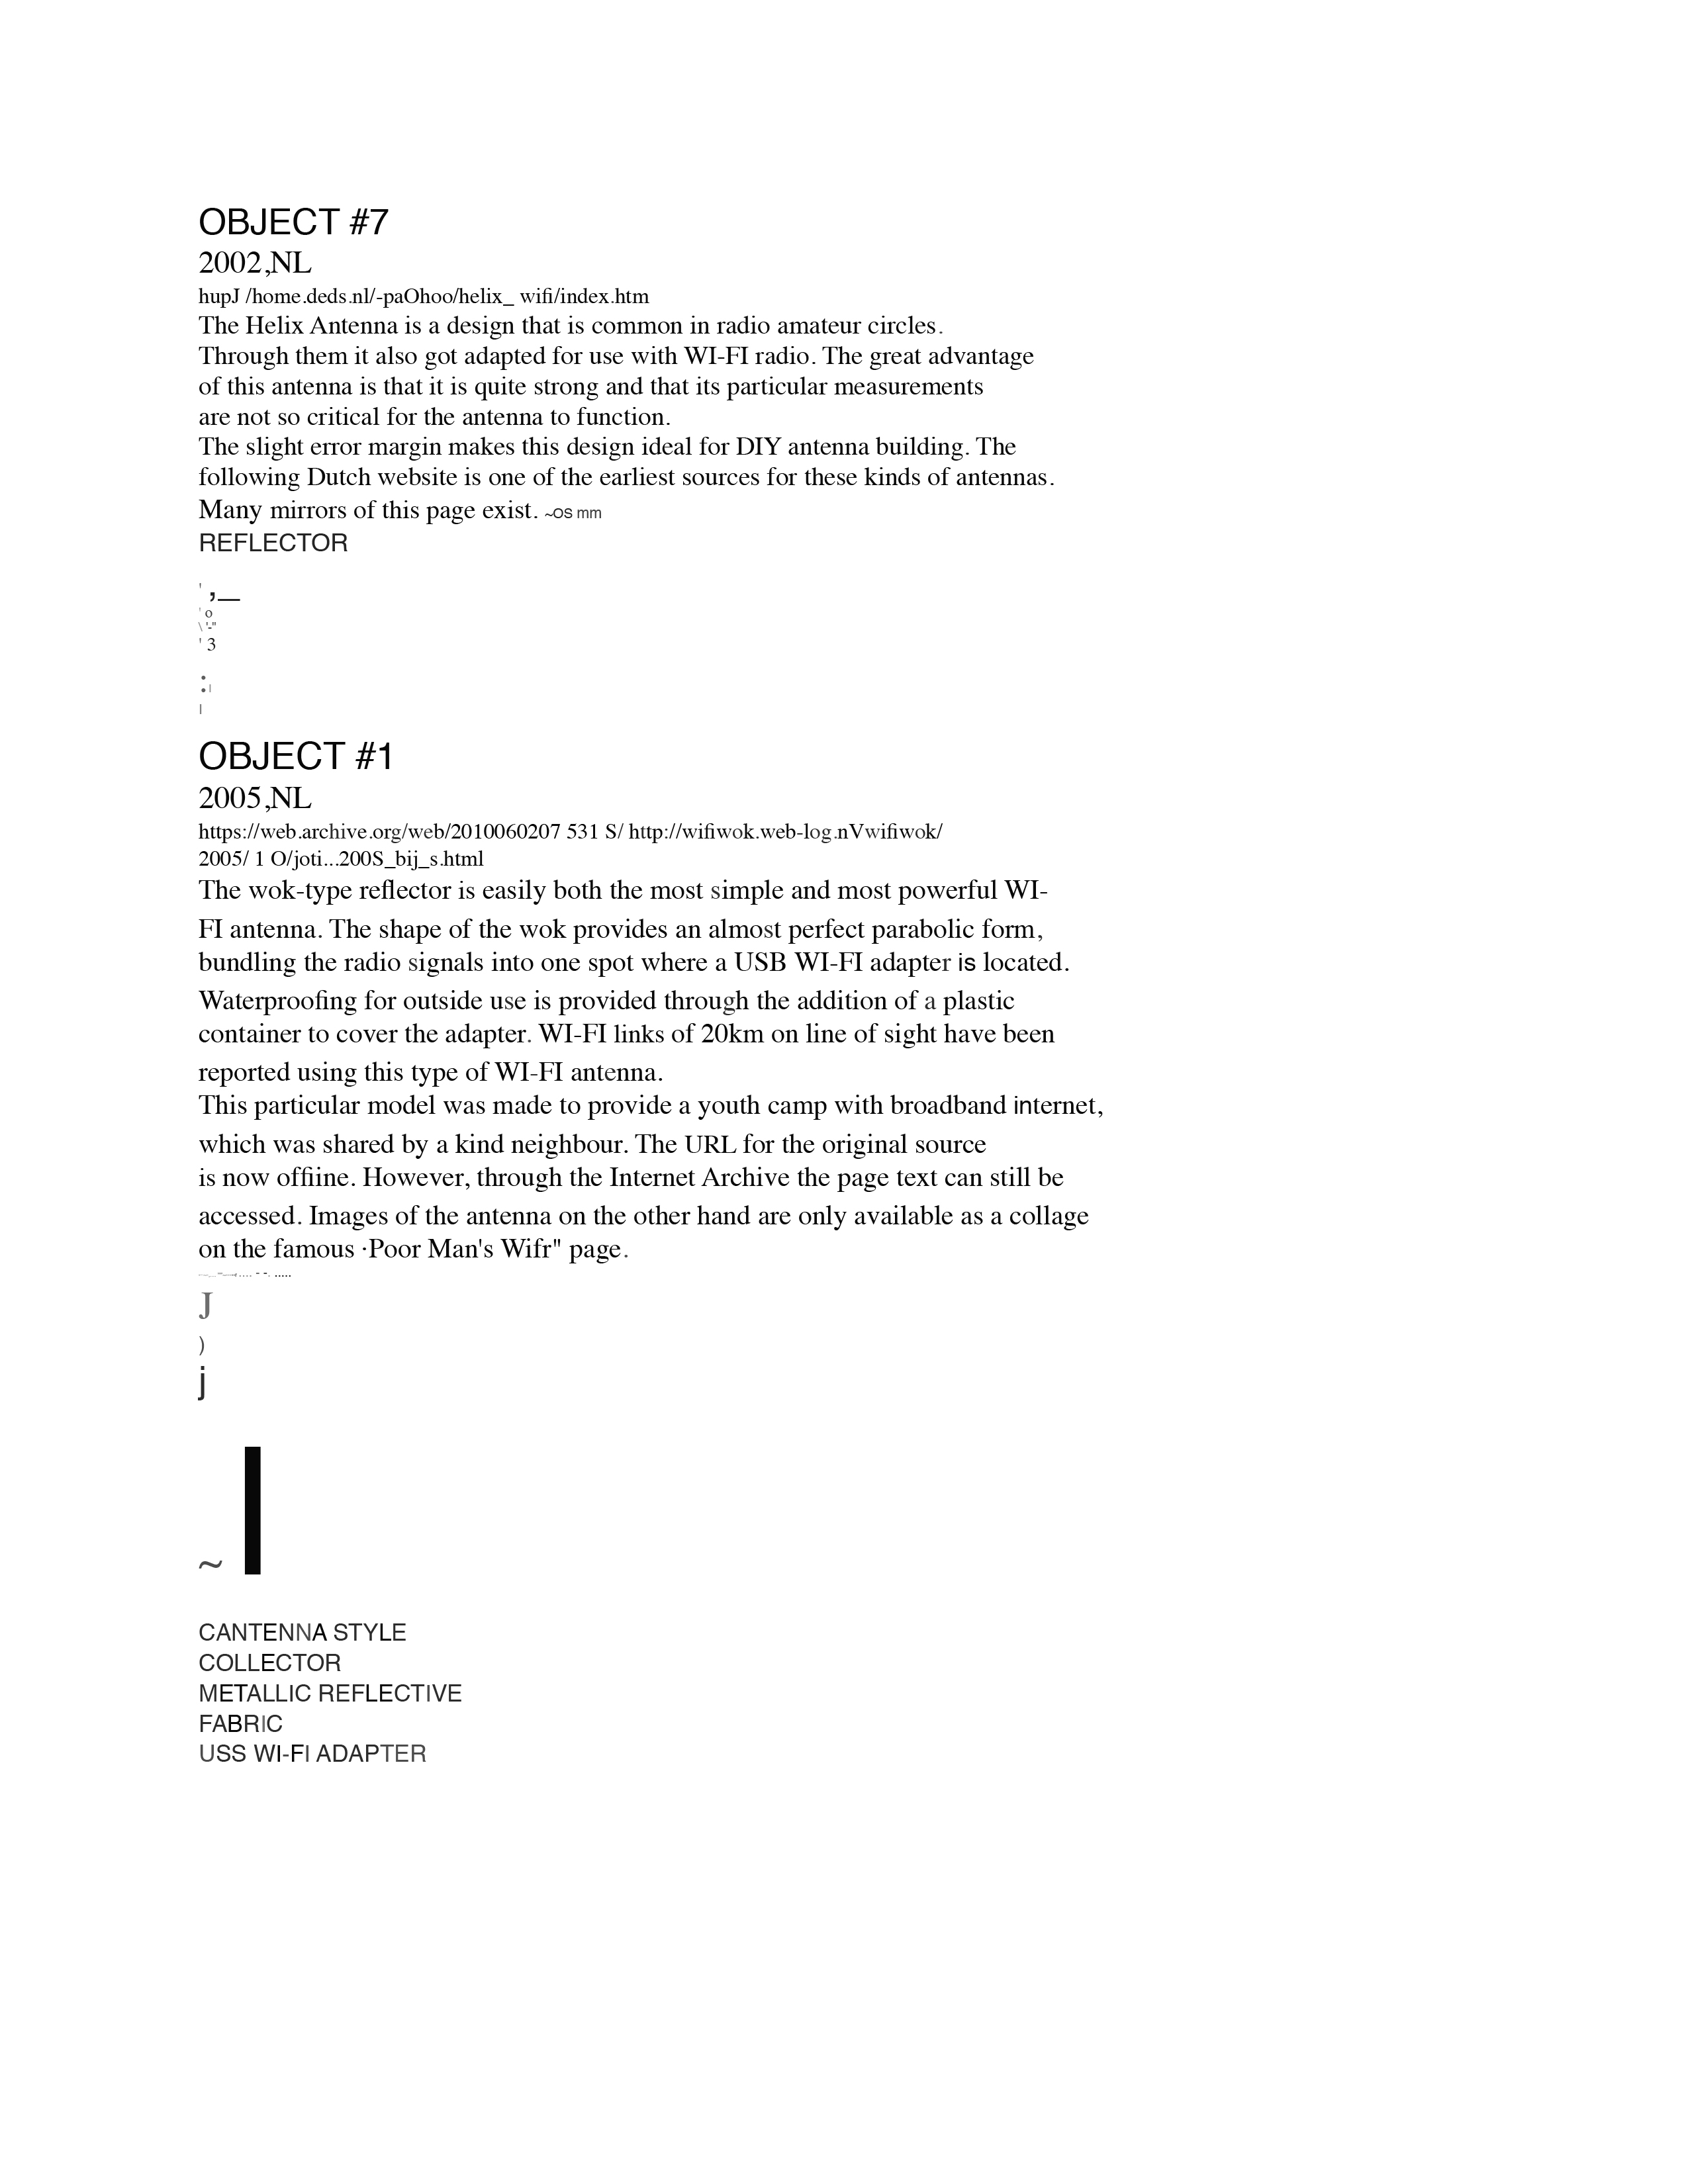 OBJECT #7
2002,NL
hupJ /home.deds.nl/-paOhoo/helix_ wifi/index.htm
The Helix Antenna is a design that is common in radio amateur circles.
Through them it also got adapted for use with WI-FI radio. The great advantage
of this antenna is that it is quite strong and that its particular measurements
are not so critical for the antenna to function.
The slight error margin makes this design ideal for DIY antenna building. The
following Dutch website is one of the earliest sources for these kinds of antennas.
Many mirrors of this page exist. ~OS mm
REFLECTOR
' ,_
' o
\ '-"
' 3
: l
l
OBJECT #1
2005,NL
https://web.archive.org/web/2010060207 531 S/ http://wifiwok.web-log.nVwifiwok/
2005/ 1 O/joti...200S_bij_s.html
The wok-type reflector is easily both the most simple and most powerful WI-
FI antenna. The shape of the wok provides an almost perfect parabolic form,
bundling the radio signals into one spot where a USB WI-FI adapter is located.
Waterproofing for outside use is provided through the addition of a plastic
container to cover the adapter. WI-FI links of 20km on line of sight have been
reported using this type of WI-FI antenna.
This particular model was made to provide a youth camp with broadband internet,
which was shared by a kind neighbour. The URL for the original source
is now offiine. However, through the Internet Archive the page text can still be
accessed. Images of the antenna on the other hand are only available as a collage
on the famous ·Poor Man's Wifr" page.
J
)
j
~ I
CANTENNA STYLE
COLLECTOR
METALLIC REFLECTIVE
FABRIC
USS WI-FI ADAPTER